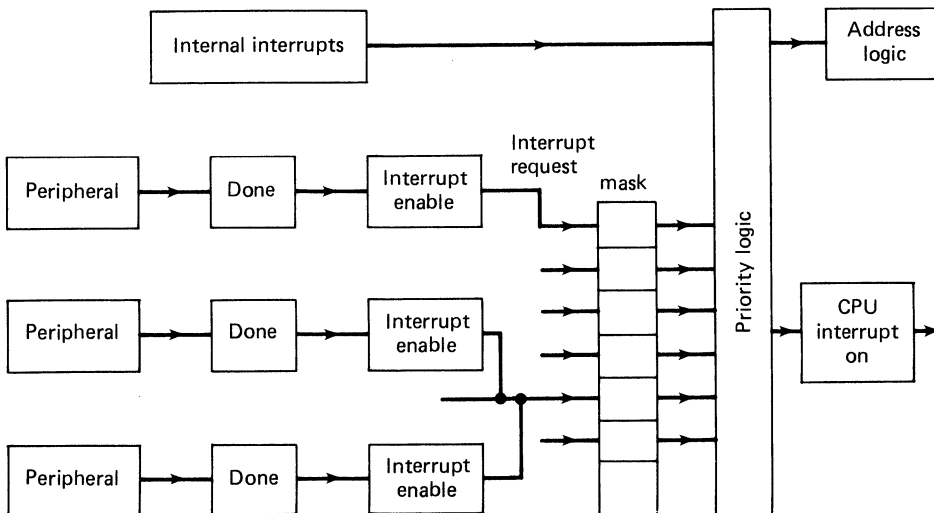 Internal interrupts
Address
logic
Interrupt
request
mask
Peripheral
Done
Interrupt
enable
Priority logic
Peripheral
Done
Interrupt
enable
CPU
interrupt
on
Peripheral
Done
Interrupt
enable